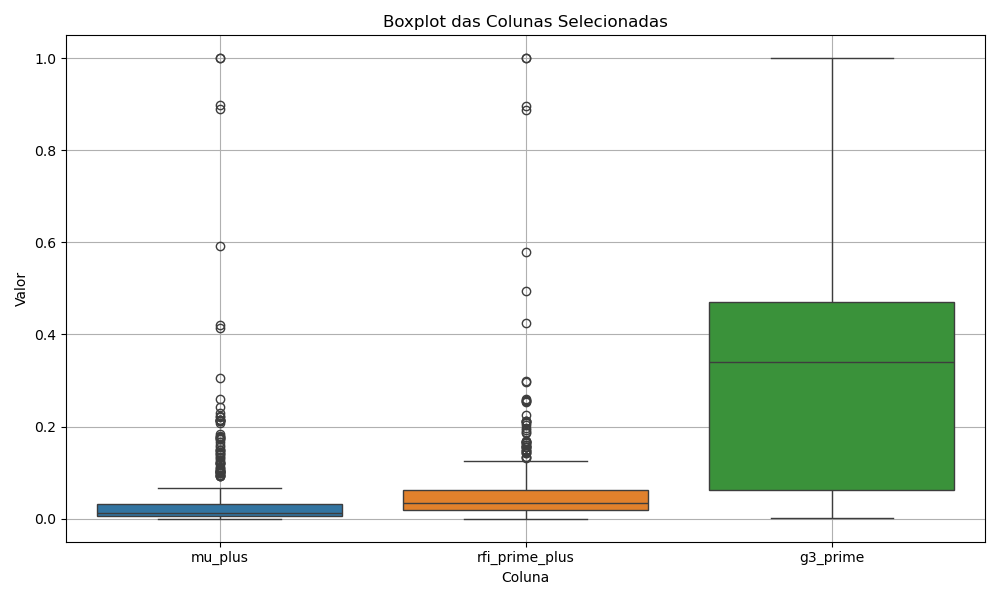 Boxplot das Colunas Selecionadas
1.0
0.8
0.6
0.4
0.2
0.0
Valor
mu_plus
rfi_prime_plus
g3_prime
Coluna